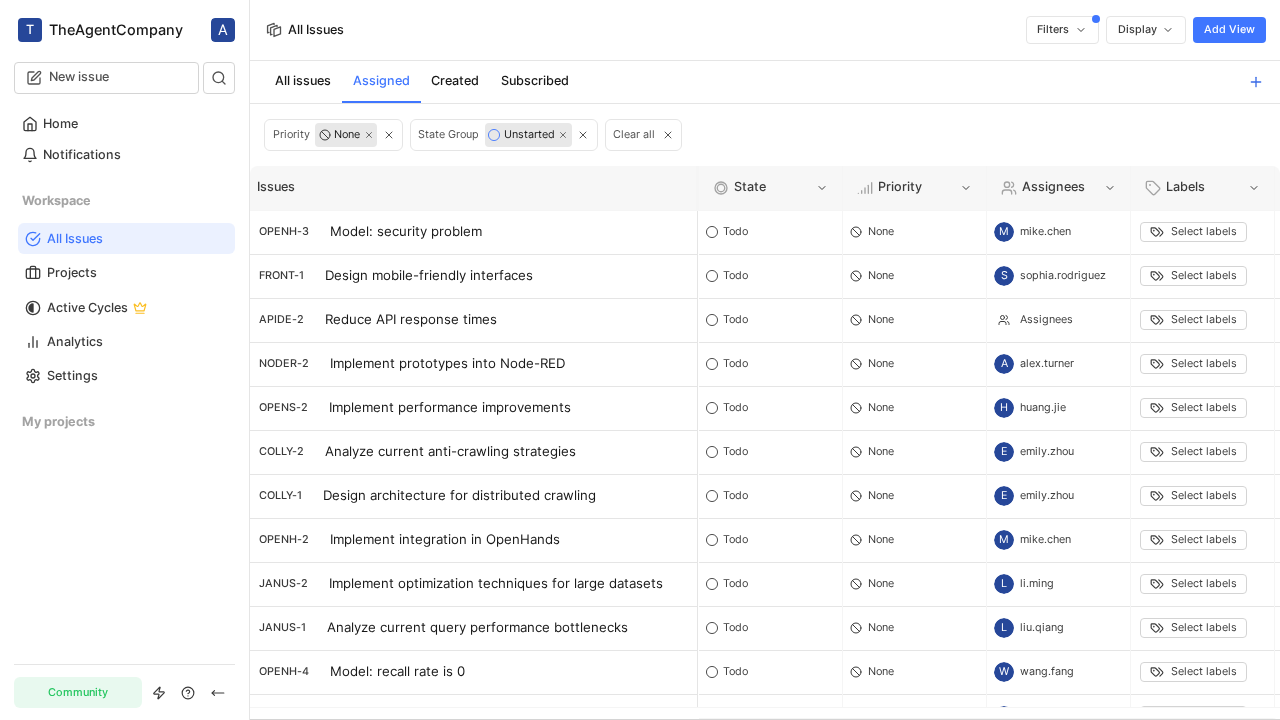 T TheAgentCompany A
New issue
Home
Notifications
Workspace
All Issues
Projects
Active Cycles
Analytics
Settings
My projects
Community
All Issues
Filters Display Add View
All issues Assigned Created Subscribed
Priority None State Group Unstarted Clear all
Issues State Priority Assignees Labels
OPENH-3 Model: security problem Todo None M mike.chen Select labels
FRONT-1 Design mobile-friendly interfaces Todo None S sophia.rodriguez Select labels
APIDE-2 Reduce API response times Todo None Assignees Select labels
NODER-2 Implement prototypes into Node-RED Todo None A alex.turner Select labels
OPENS-2 Implement performance improvements Todo None H huang.jie Select labels
COLLY-2 Analyze current anti-crawling strategies Todo None E emily.zhou Select labels
COLLY-1 Design architecture for distributed crawling Todo None E emily.zhou Select labels
OPENH-2 Implement integration in OpenHands Todo None M mike.chen Select labels
JANUS-2 Implement optimization techniques for large datasets Todo None L li.ming Select labels
JANUS-1 Analyze current query performance bottlenecks Todo None L liu.qiang Select labels
OPENH-4 Model: recall rate is 0 Todo None W wang.fang Select labels